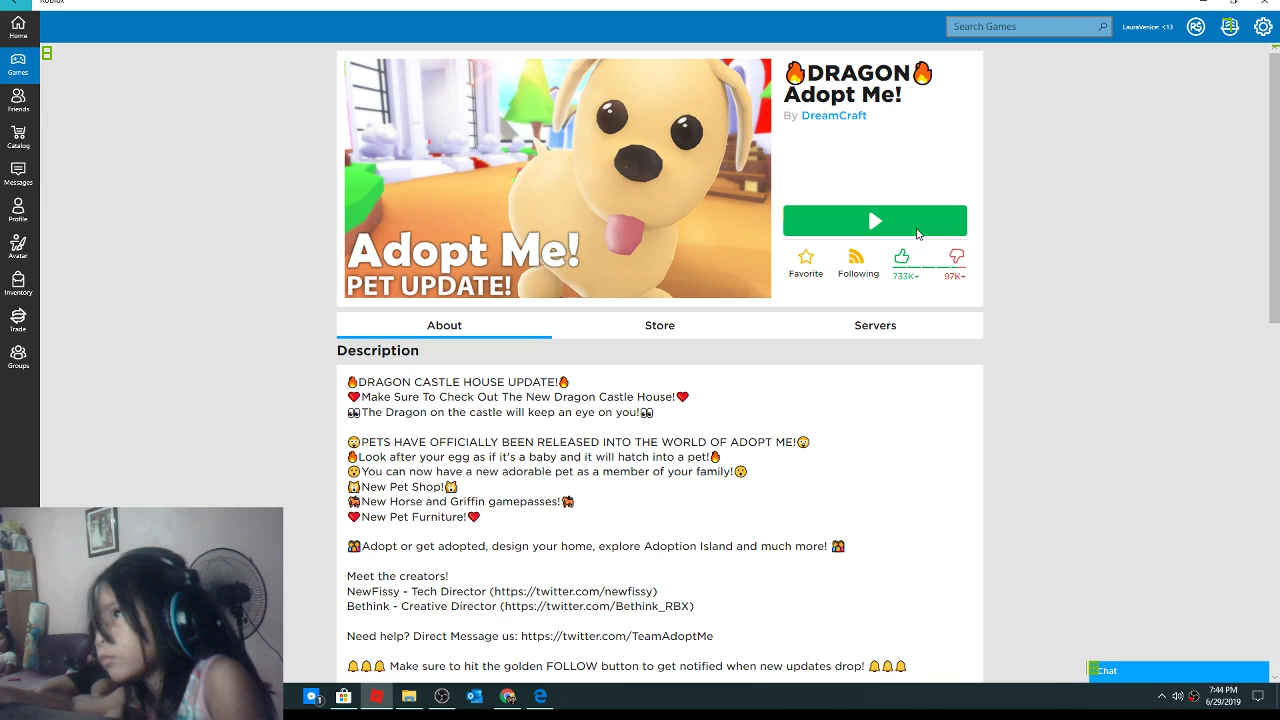 Roblox
Home
Games
Friends
Catalog
Messages
Profile
Avatar
Inventory
Trade
Groups
Search Games
LauraVenice: <13
🔥DRAGON🔥
Adopt Me!
By DreamCraft
Adopt Me!
PET UPDATE!
Favorite
Following
733K+
97K+
About
Store
Servers
Description
🔥DRAGON CASTLE HOUSE UPDATE!🔥
❤️Make Sure To Check Out The New Dragon Castle House!❤️
👀The Dragon on the castle will keep an eye on you!👀
😲PETS HAVE OFFICIALLY BEEN RELEASED INTO THE WORLD OF ADOPT ME!😲
🔥Look after your egg as if it's a baby and it will hatch into a pet!🔥
😮You can now have a new adorable pet as a member of your family!😮
🐱New Pet Shop!🐱
🐎New Horse and Griffin gamepasses!🐎
❤️New Pet Furniture!❤️
👪Adopt or get adopted, design your home, explore Adoption Island and much more! 👪
Meet the creators!
NewFissy - Tech Director (https://twitter.com/newfissy)
Bethink - Creative Director (https://twitter.com/Bethink_RBX)
Need help? Direct Message us: https://twitter.com/TeamAdoptMe
🔔🔔🔔 Make sure to hit the golden FOLLOW button to get notified when new updates drop! 🔔🔔🔔
Chat
7:44 PM
6/29/2019